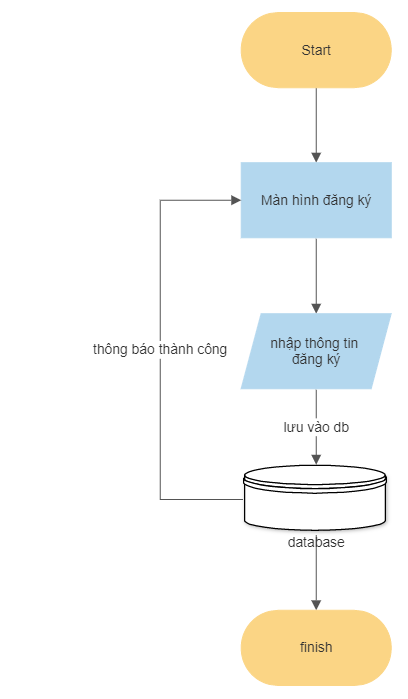 Start
Màn hình đăng ký
thông báo thành công
nhập thông tin
đăng ký
lưu vào db
database
finish